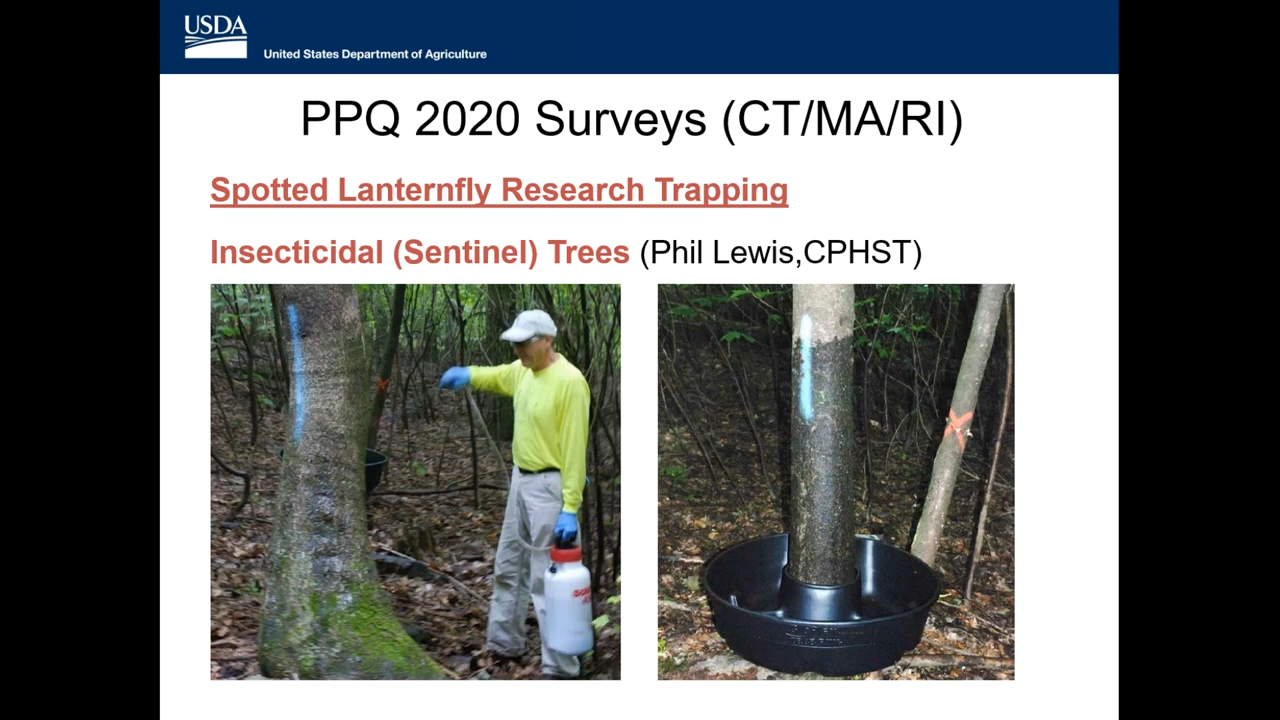 USDA
United States Department of Agriculture
PPQ 2020 Surveys (CT/MA/RI)
Spotted Lanternfly Research Trapping
Insecticidal (Sentinel) Trees (Phil Lewis,CPHST)